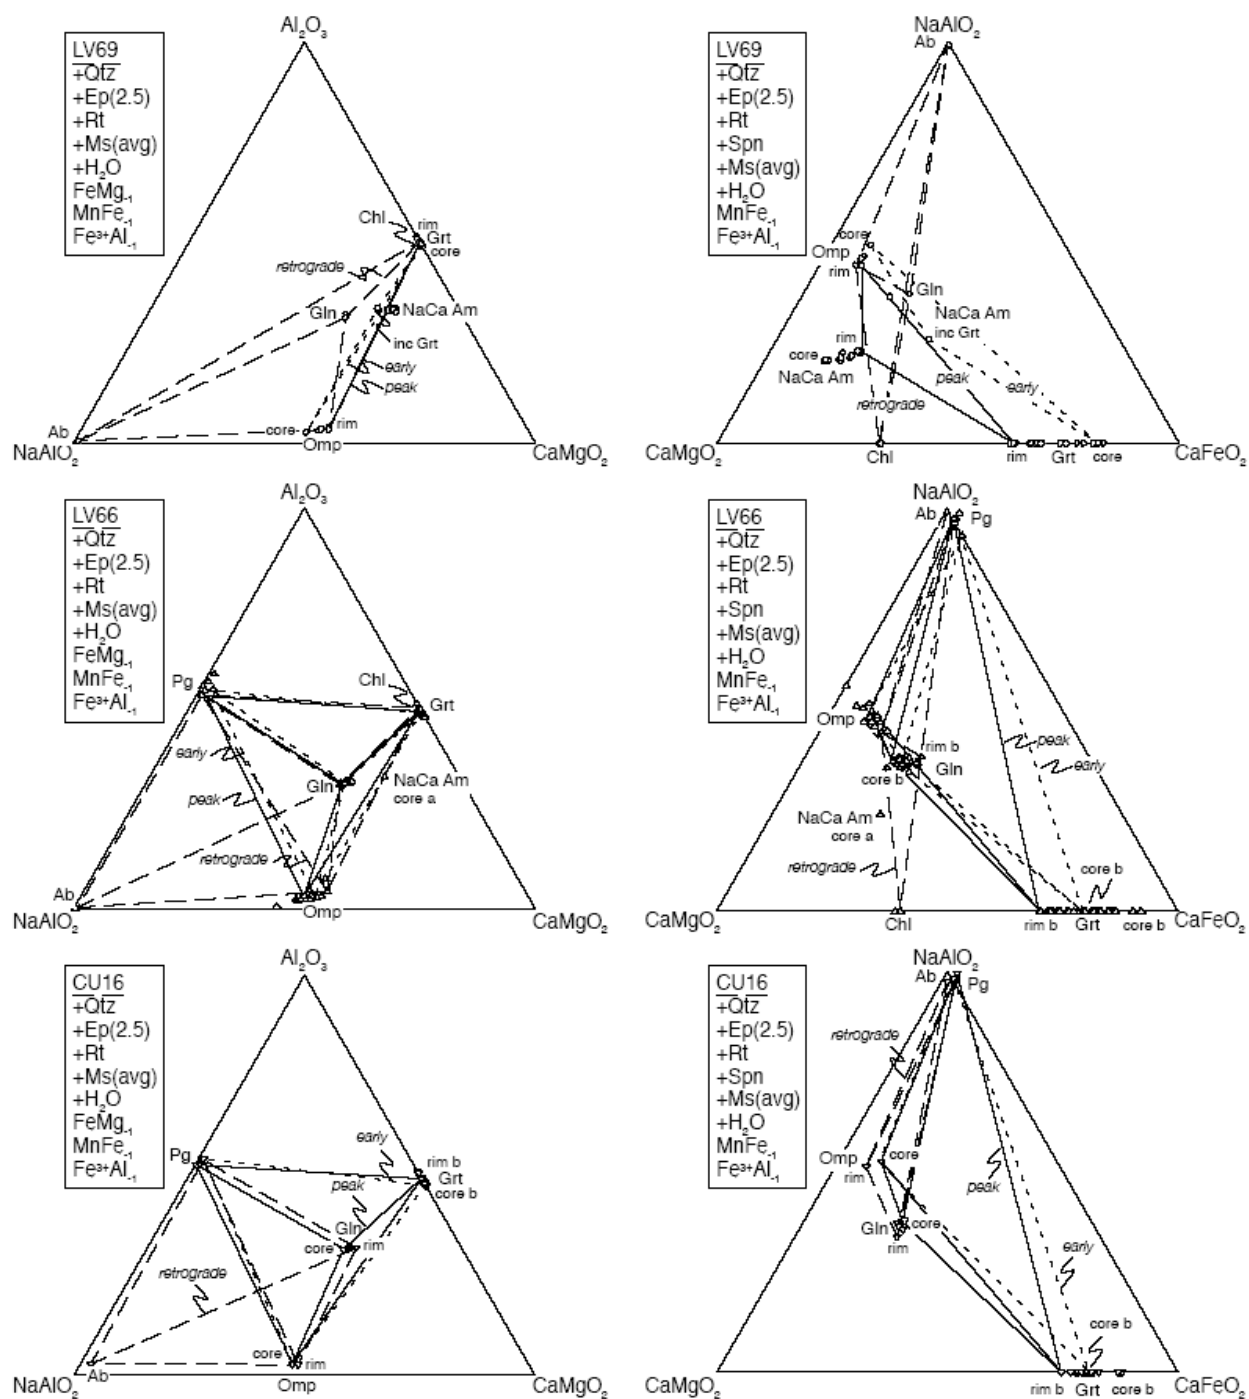 Al₂O₃
LV69
+Qtz
+Ep(2.5)
+Rt
+Ms(avg)
+H₂O
FeMg₋₁
MnFe₋₁
Fe³⁺Al₋₁
Chl
rim
Grt
core
retrograde
Gln
NaCa Am
inc Grt
early
peak
Ab
core
rim
Omp
NaAlO₂
CaMgO₂
NaAlO₂
Ab
LV69
+Qtz
+Ep(2.5)
+Rt
+Spn
+Ms(avg)
+H₂O
MnFe₋₁
Fe³⁺Al₋₁
core
Omp
rim
Gln
NaCa Am
inc Grt
rim
core
NaCa Am
peak
early
retrograde
CaMgO₂
Chl
rim
Grt
core
CaFeO₂
Al₂O₃
LV66
+Qtz
+Ep(2.5)
+Rt
+Ms(avg)
+H₂O
FeMg₋₁
MnFe₋₁
Fe³⁺Al₋₁
Pg
Chl
Grt
early
Gln
NaCa Am
core a
peak
retrograde
Ab
Omp
NaAlO₂
CaMgO₂
NaAlO₂
Ab
Pg
LV66
+Qtz
+Ep(2.5)
+Rt
+Spn
+Ms(avg)
+H₂O
MnFe₋₁
Fe³⁺Al₋₁
Omp
rim b
peak
Gln
early
core b
NaCa Am
core a
retrograde
core b
CaMgO₂
Chl
rim b
Grt
core b
CaFeO₂
Al₂O₃
CU16
+Qtz
+Ep(2.5)
+Rt
+Ms(avg)
+H₂O
FeMg₋₁
MnFe₋₁
Fe³⁺Al₋₁
early
Pg
rim b
Grt
core b
peak
Gln
core
rim
retrograde
core
rim
Ab
Omp
NaAlO₂
CaMgO₂
NaAlO₂
Ab
Pg
CU16
+Qtz
+Ep(2.5)
+Rt
+Spn
+Ms(avg)
+H₂O
MnFe₋₁
Fe³⁺Al₋₁
retrograde
core
Omp
rim
peak
Gln
core
rim
early
core b
CaMgO₂
rim b
Grt
core b
CaFeO₂